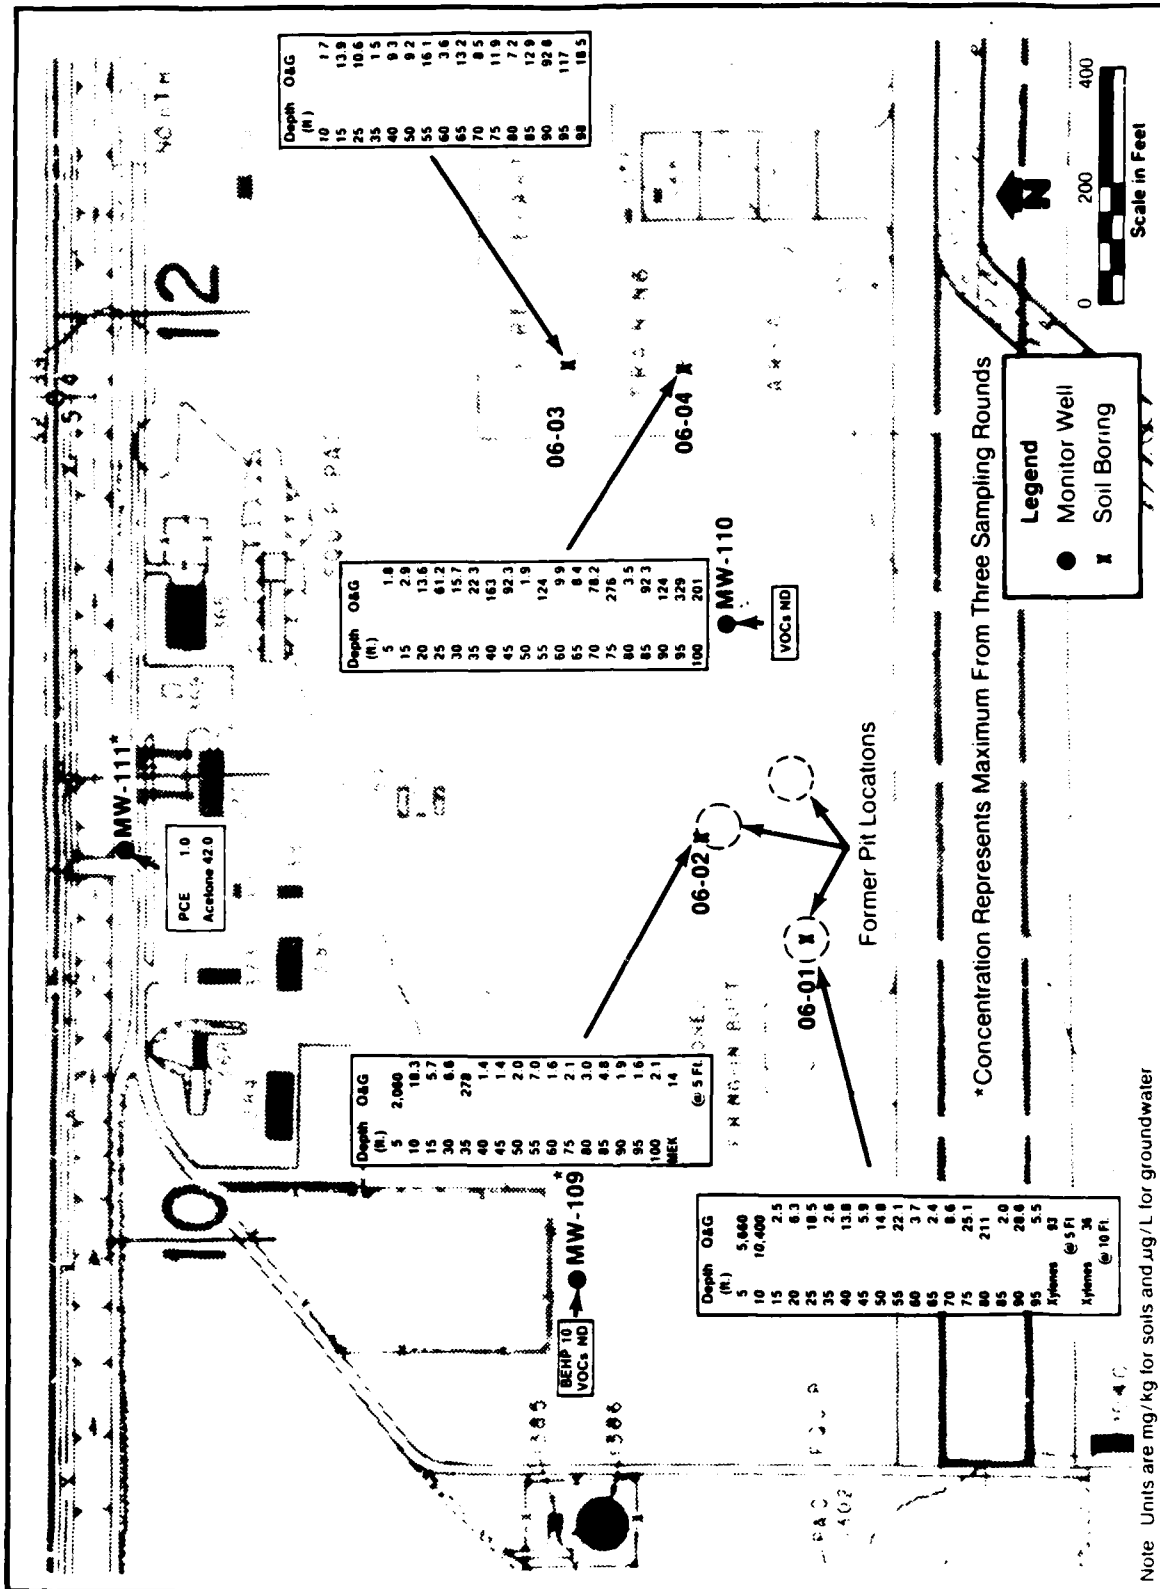 NORTH
12
10
MW-111*
PCE 1.0
Acetone 42.0
Depth O&G
(ft)
10 1.7
15 13.9
25 10.6
35 1.5
40 9.3
50 9.2
55 16.1
60 3.6
65 13.2
70 8.5
75 11.9
80 7.2
85 12.9
90 92.8
95 117
98 18.5
06-03
06-04
Depth O&G
(ft.)
5 1.8
15 2.9
20 13.6
25 61.2
30 15.7
35 22.3
40 163
45 92.3
50 1.9
55 124
60 9.9
65 8.4
70 78.2
75 276
80 3.5
85 92.3
90 124
95 329
100 201
MW-110
VOCs ND
MW-109*
BEHP 10
VOCs ND
Depth O&G
(ft.)
5 2,060
10 18.3
15 5.7
30 6.6
35 278
40 1.4
45 1.4
50 2.0
55 7.0
60 1.6
75 2.1
80 3.0
85 4.8
90 1.9
95 1.6
100 2.1
MEK 14
(@ 5 Ft.
06-02
06-01
Former Pit Locations
Depth O&G
(ft.)
5 5,660
10 10,400
15 2.5
20 6.3
25 18.5
35 2.6
40 13.8
45 5.9
50 14.8
55 22.1
60 3.7
65 2.4
70 8.6
75 25.1
80 211
85 2.0
90 28.6
95 5.5
Xylenes 93
@ 5 Ft
Xylenes 36
@ 10 Ft.
385
386
*Concentration Represents Maximum From Three Sampling Rounds
Legend
Monitor Well
Soil Boring
N
0 200 400
Scale in Feet
Note Units are mg/kg for soils and µg/L for groundwater